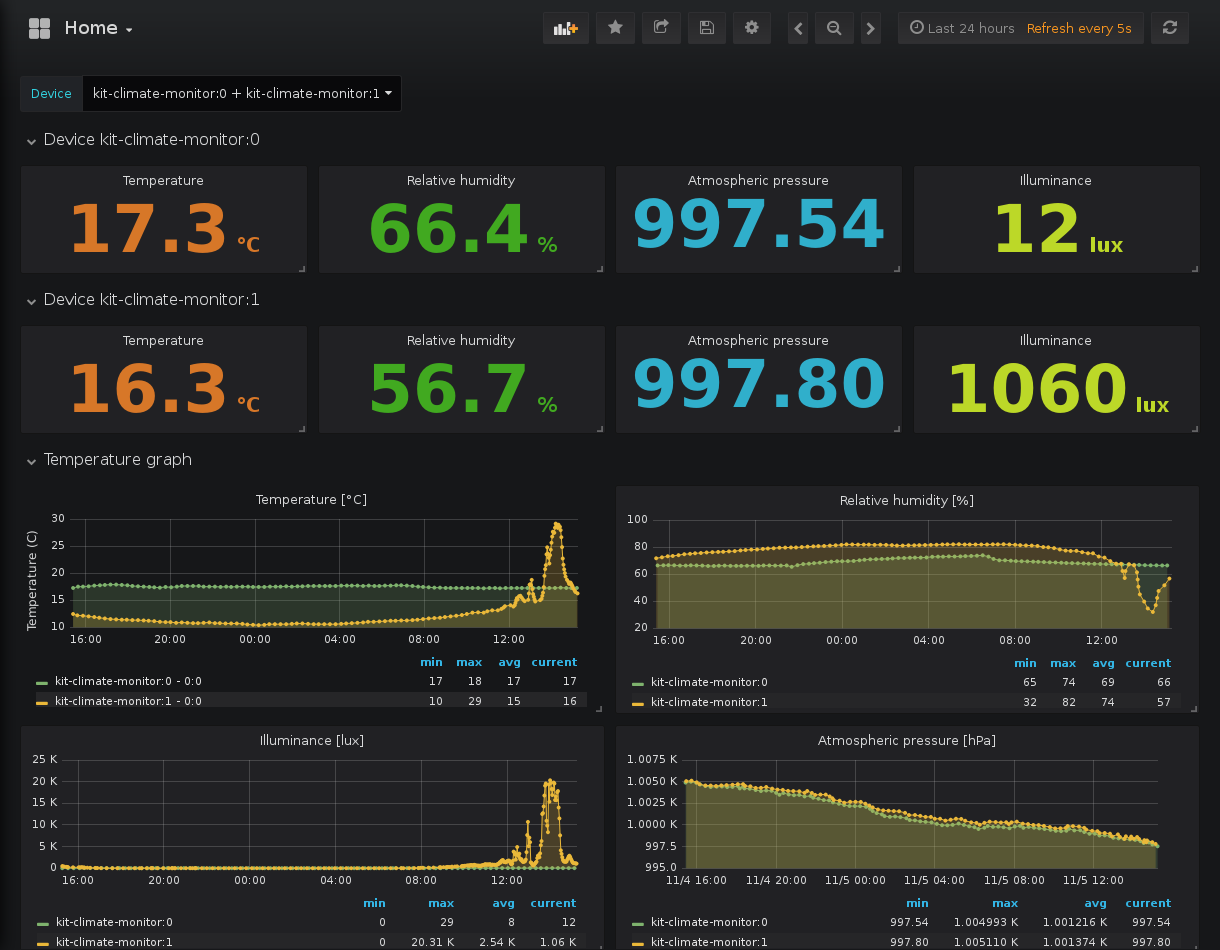 Home
Last 24 hours Refresh every 5s
Device kit-climate-monitor:0 + kit-climate-monitor:1
Device kit-climate-monitor:0
Temperature Relative humidity Atmospheric pressure Illuminance
17.3 °C 66.4 % 997.54 12 lux
Device kit-climate-monitor:1
Temperature Relative humidity Atmospheric pressure Illuminance
16.3 °C 56.7 % 997.80 1060 lux
Temperature graph
Temperature [°C]
Temperature (C)
30
25
20
15
10
16:00 20:00 00:00 04:00 08:00 12:00
min max avg current
kit-climate-monitor:0 - 0:0 17 18 17 17
kit-climate-monitor:1 - 0:0 10 29 15 16
Relative humidity [%]
100
80
60
40
20
16:00 20:00 00:00 04:00 08:00 12:00
min max avg current
kit-climate-monitor:0 65 74 69 66
kit-climate-monitor:1 32 82 74 57
Illuminance [lux]
25 K
20 K
15 K
10 K
5 K
0
16:00 20:00 00:00 04:00 08:00 12:00
min max avg current
kit-climate-monitor:0 0 29 8 12
kit-climate-monitor:1 0 20.31 K 2.54 K 1.06 K
Atmospheric pressure [hPa]
1.0075 K
1.0050 K
1.0025 K
1.0000 K
997.5
995.0
11/4 16:00 11/4 20:00 11/5 00:00 11/5 04:00 11/5 08:00 11/5 12:00
min max avg current
kit-climate-monitor:0 997.54 1.004993 K 1.001216 K 997.54
kit-climate-monitor:1 997.80 1.005110 K 1.001374 K 997.80